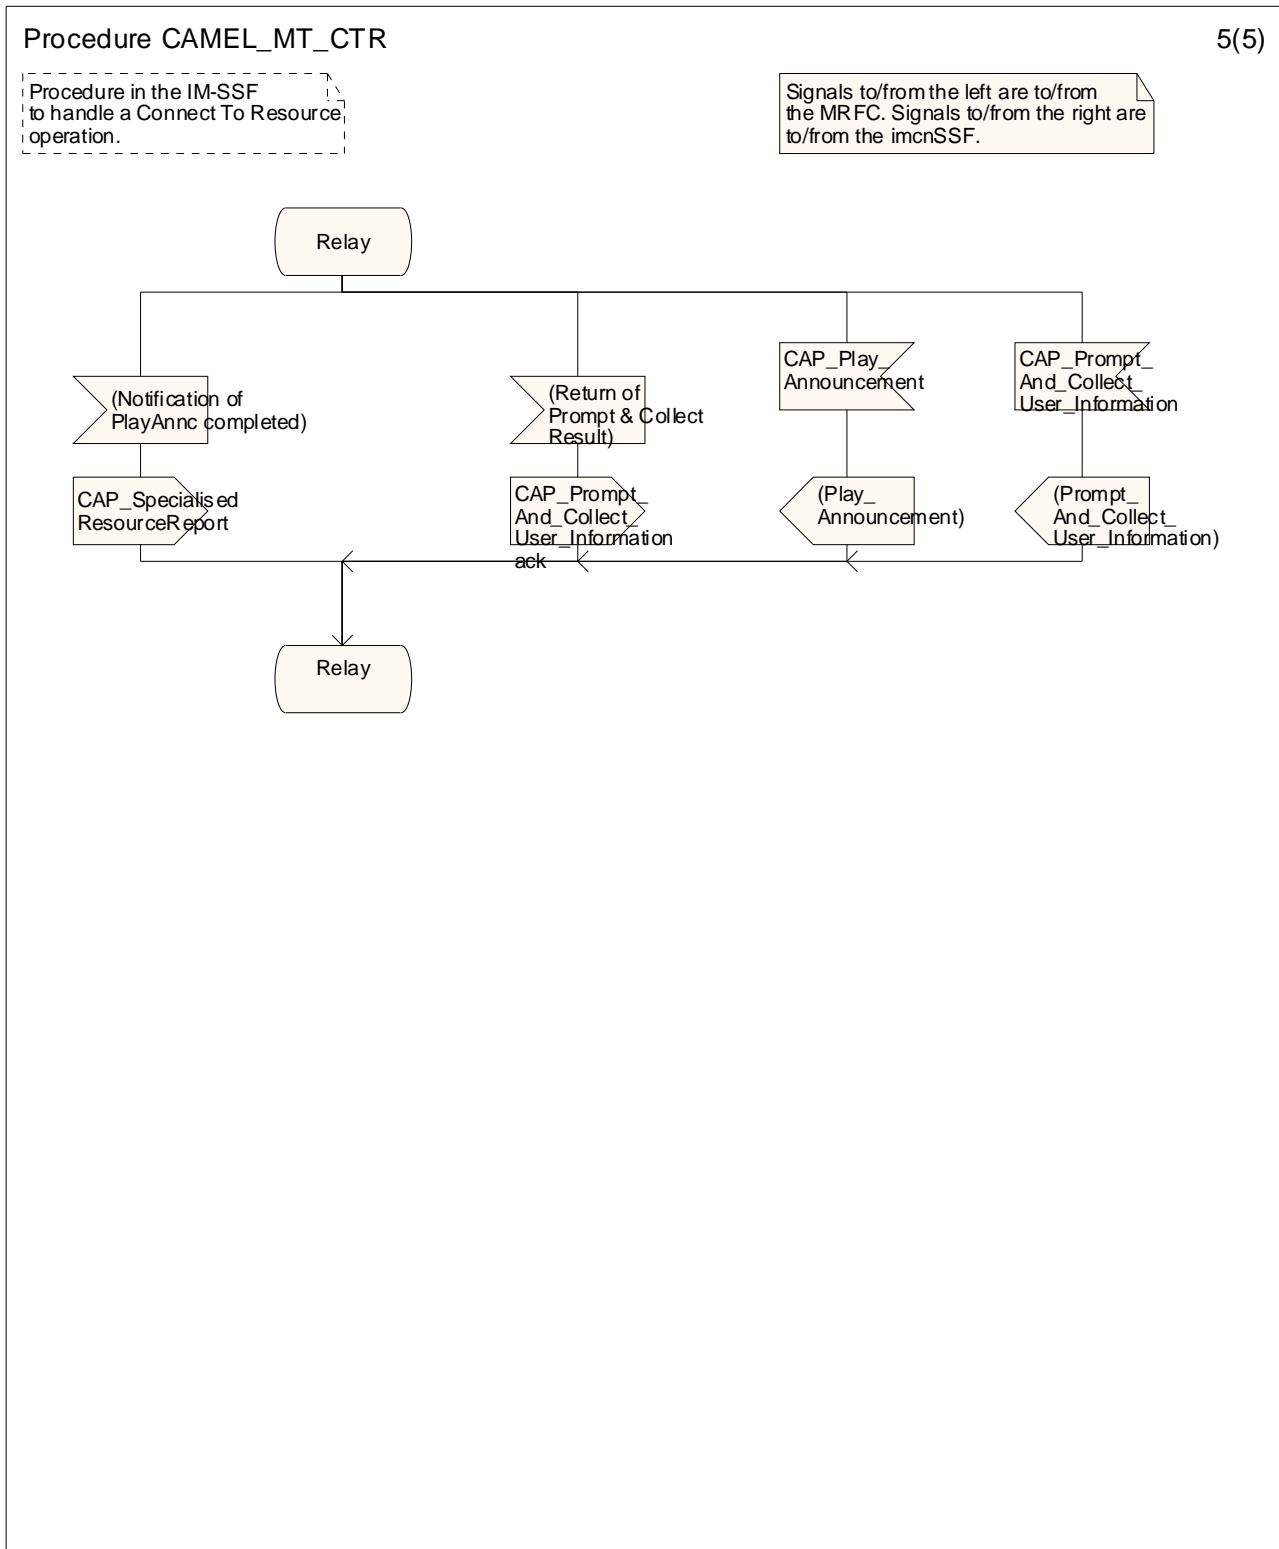 Procedure CAMEL_MT_CTR
5(5)
Procedure in the IM-SSF
to handle a Connect To Resource
operation.
Signals to/from the left are to/from
the MRFC. Signals to/from the right are
to/from the imcnSSF.
Relay
(Notification of
PlayAnnc completed)
(Return of
Prompt & Collect
Result)
CAP_Play_
Announcement
CAP_Prompt_
And_Collect_
User_Information
CAP_Specialised
ResourceReport
CAP_Prompt_
And_Collect_
User_Information
ack
(Play_
Announcement)
(Prompt_
And_Collect_
User_Information)
Relay